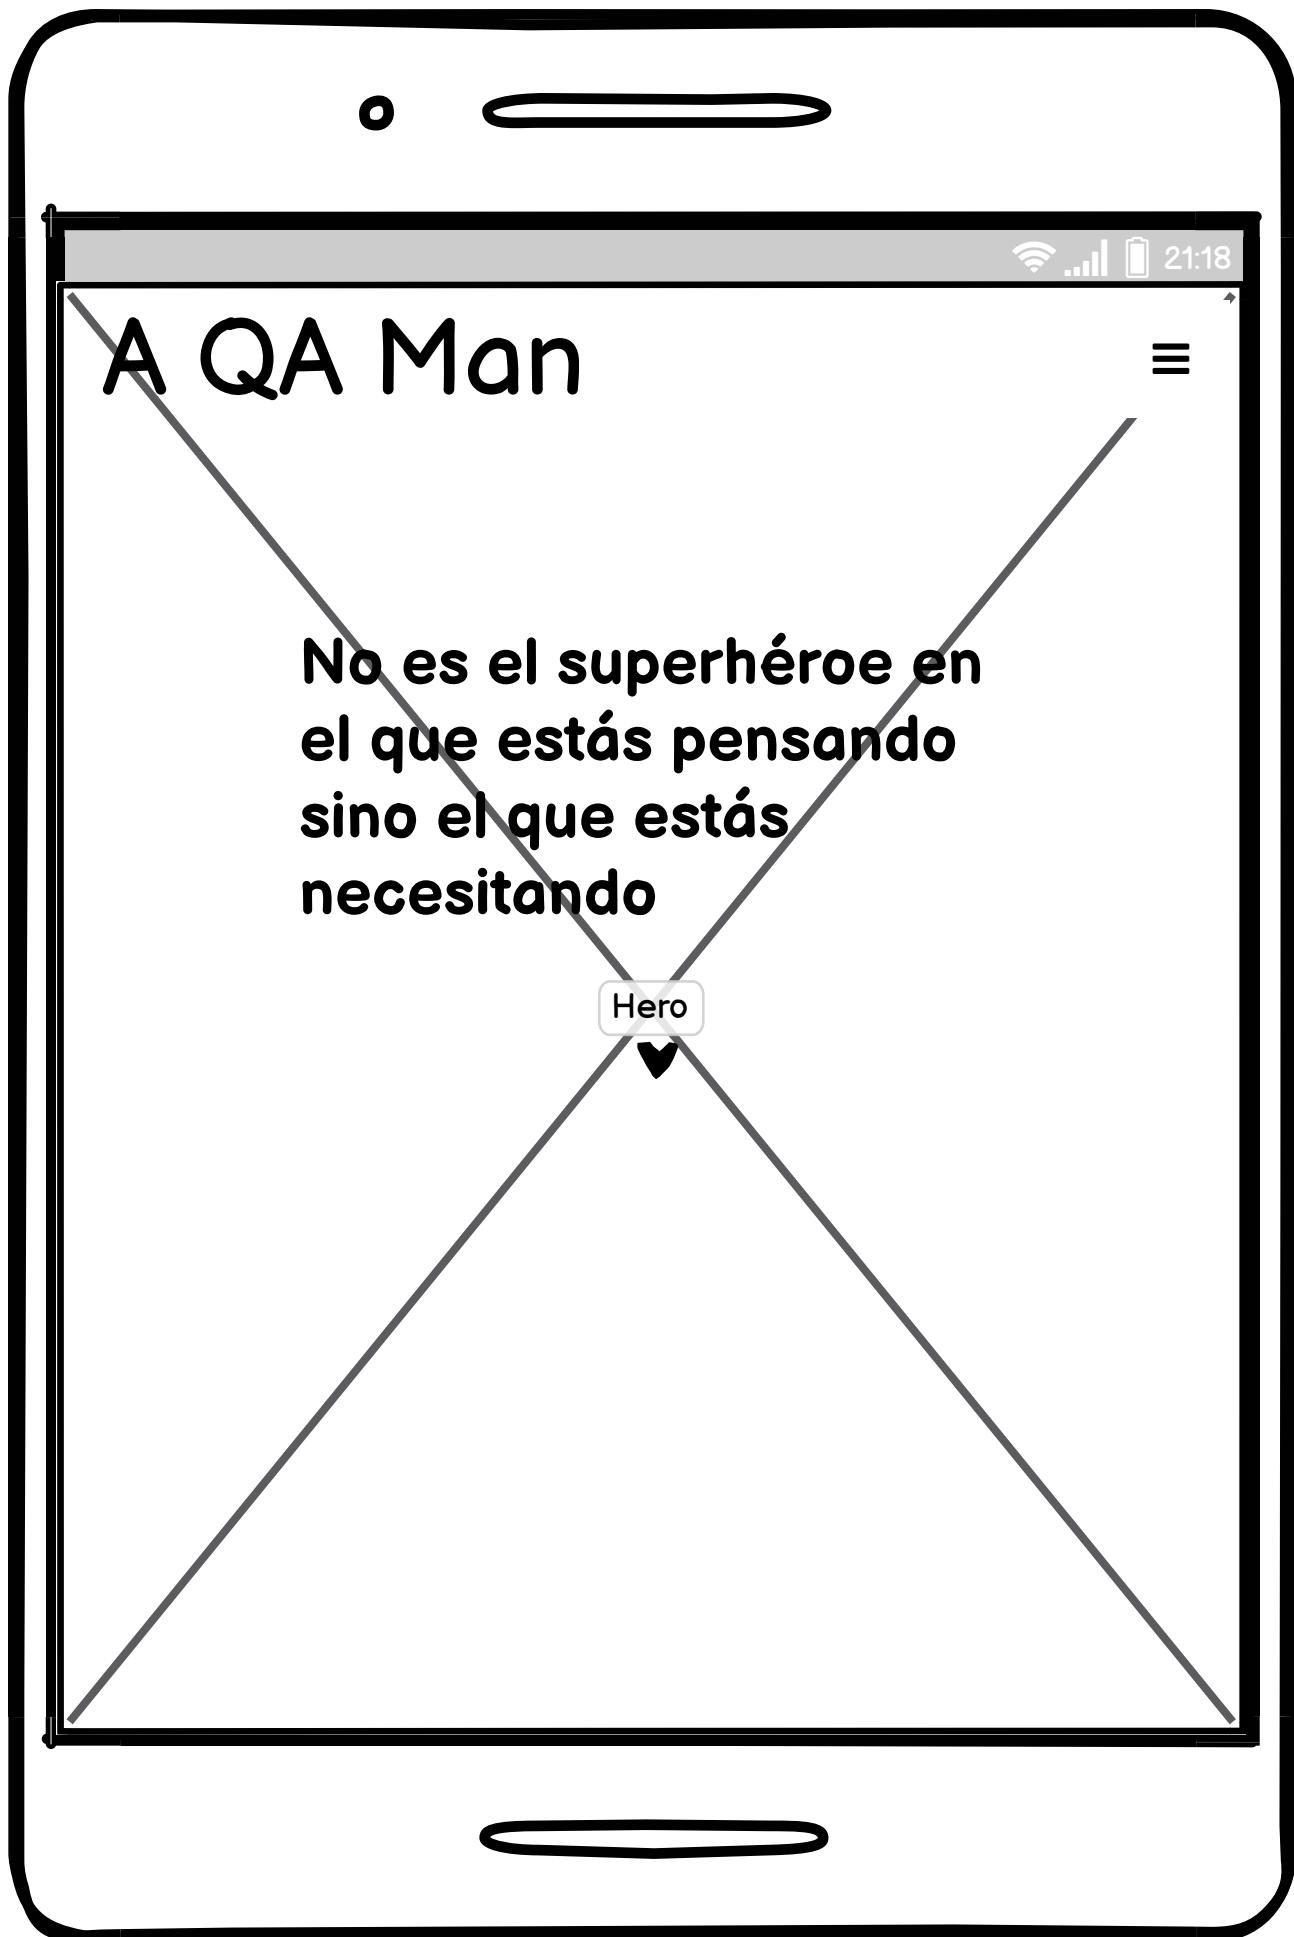 21:18
A QA Man
No es el superhéroe en
el que estás pensando
sino el que estás
necesitando
Hero